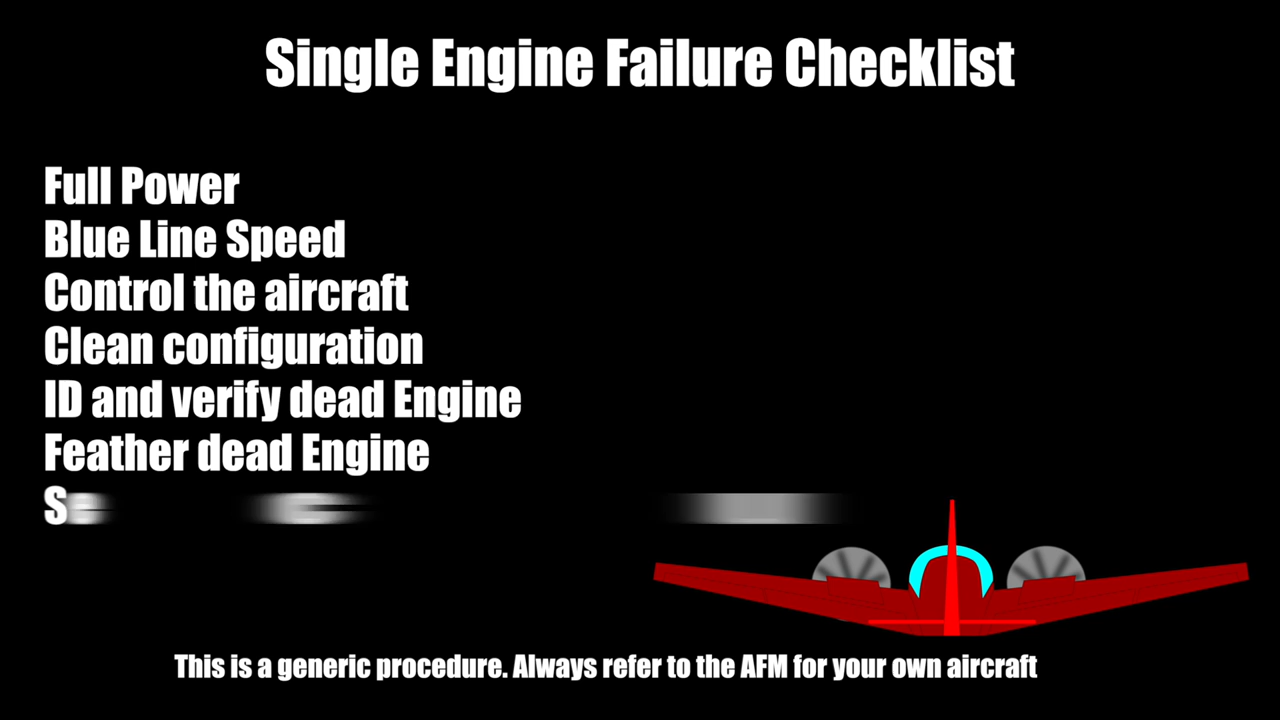 Single Engine Failure Checklist
Full Power
Blue Line Speed
Control the aircraft
Clean configuration
ID and verify dead Engine
Feather dead Engine
This is a generic procedure. Always refer to the AFM for your own aircraft